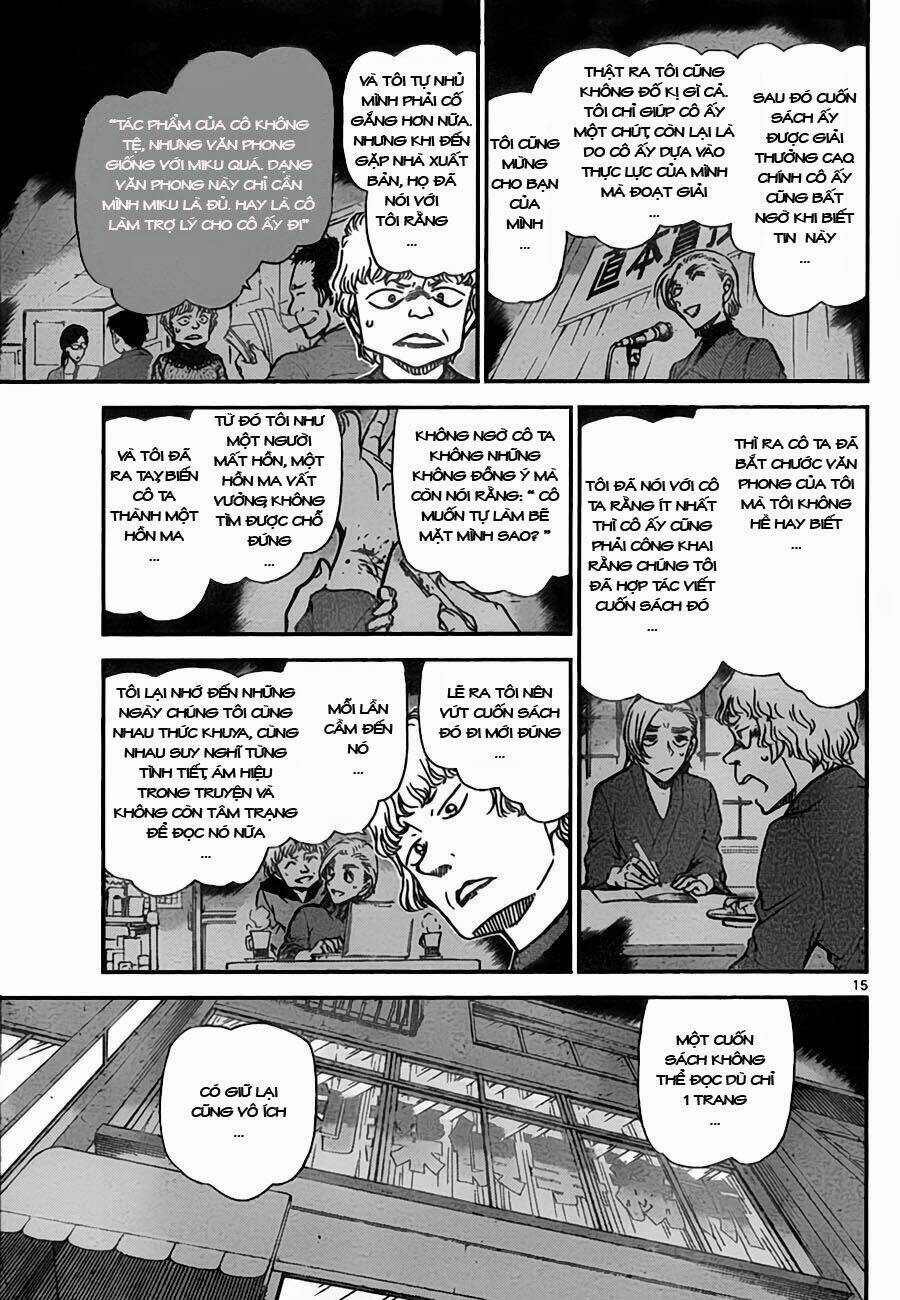 SAU ĐÓ CUỐN
SÁCH ẤY
ĐƯỢC GIẢI
THƯỞNG CAO,
CHÍNH CÔ ẤY
CŨNG BẤT
NGỜ KHI BIẾT
TIN NÀY
...
THẬT RA TÔI CŨNG
KHÔNG ĐỐ KỊ GÌ CẢ.
TÔI CHỈ GIÚP CÔ ẤY
MỘT CHÚT, CÒN LẠI LÀ
DO CÔ ẤY DỰA VÀO
THỰC LỰC CỦA MÌNH
MÀ ĐOẠT GIẢI
...
TÔI CŨNG
MỪNG
CHO BẠN
CỦA
MÌNH
...
直本賞
VÀ TÔI TỰ NHỦ
MÌNH PHẢI CỐ
GẮNG HƠN NỮA.
NHƯNG KHI ĐẾN
GẶP NHÀ XUẤT
BẢN, HỌ ĐÃ
NÓI VỚI
TÔI RẰNG
...
"TÁC PHẨM CỦA CÔ KHÔNG
TỆ, NHƯNG VĂN PHONG
GIỐNG VỚI MIKU QUÁ. DẠNG
VĂN PHONG NÀY CHỈ CẦN
MÌNH MIKU LÀ ĐỦ. HAY LÀ CÔ
LÀM TRỢ LÝ CHO CÔ ẤY ĐI"
THÌ RA CÔ TA ĐÃ
BẮT CHƯỚC VĂN
PHONG CỦA TÔI
MÀ TÔI KHÔNG
HỀ HAY BIẾT
...
TÔI ĐÃ NÓI VỚI CÔ
TA RẰNG ÍT NHẤT
THÌ CÔ ẤY CŨNG
PHẢI CÔNG KHAI
RẰNG CHÚNG TÔI
ĐÃ HỢP TÁC VIẾT
CUỐN SÁCH ĐÓ
...
KHÔNG NGỜ CÔ TA
KHÔNG NHỮNG
KHÔNG ĐỒNG Ý MÀ
CÒN NÓI RẰNG: " CÔ
MUỐN TỰ LÀM BẼ
MẶT MÌNH SAO? "
TỪ ĐÓ TÔI NHƯ
MỘT NGƯỜI
MẤT HỒN, MỘT
HỒN MA VẤT
VƯỞNG, KHÔNG
TÌM ĐƯỢC CHỖ
ĐỨNG
...
VÀ TÔI ĐÃ
RA TAY, BIẾN
CÔ TA
THÀNH MỘT
HỒN MA
...
LẼ RA TÔI NÊN
VỨT CUỐN SÁCH
ĐÓ ĐI MỚI ĐÚNG
...
MỖI LẦN
CẦM ĐẾN
NÓ
...
TÔI LẠI NHỚ ĐẾN NHỮNG
NGÀY CHÚNG TÔI CÙNG
NHAU THỨC KHUYA, CÙNG
NHAU SUY NGHĨ TỪNG
TÌNH TIẾT, ÁM HIỆU
TRONG TRUYỆN VÀ
KHÔNG CÒN TÂM TRẠNG
ĐỂ ĐỌC NÓ NỮA
...
15
MỘT CUỐN
SÁCH KHÔNG
THỂ ĐỌC DÙ CHỈ
1 TRANG
...
CÓ GIỮ LẠI
CŨNG VÔ ÍCH
...